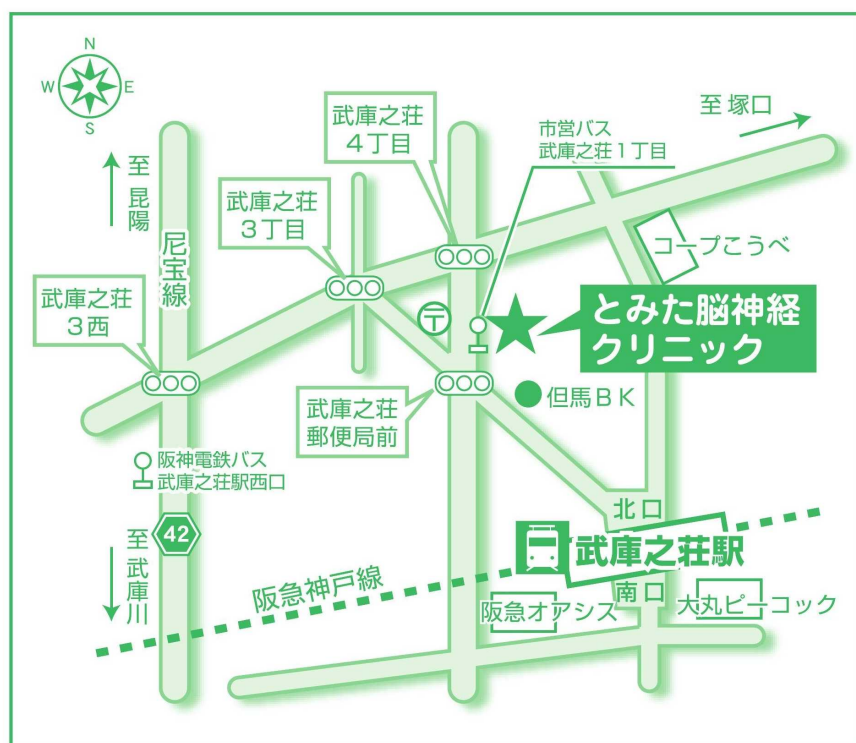 N
W
E
S
至 昆陽
尼宝線
武庫之荘
4丁目
市営バス
武庫之荘1丁目
至 塚口
武庫之荘
3丁目
コープこうべ
武庫之荘
3西
〒
とみた脳神経
クリニック
武庫之荘
郵便局前
但馬BK
阪神電鉄バス
武庫之荘駅西口
42
至 武庫川
北口
武庫之荘駅
阪急神戸線
南口
阪急オアシス
大丸ピーコック